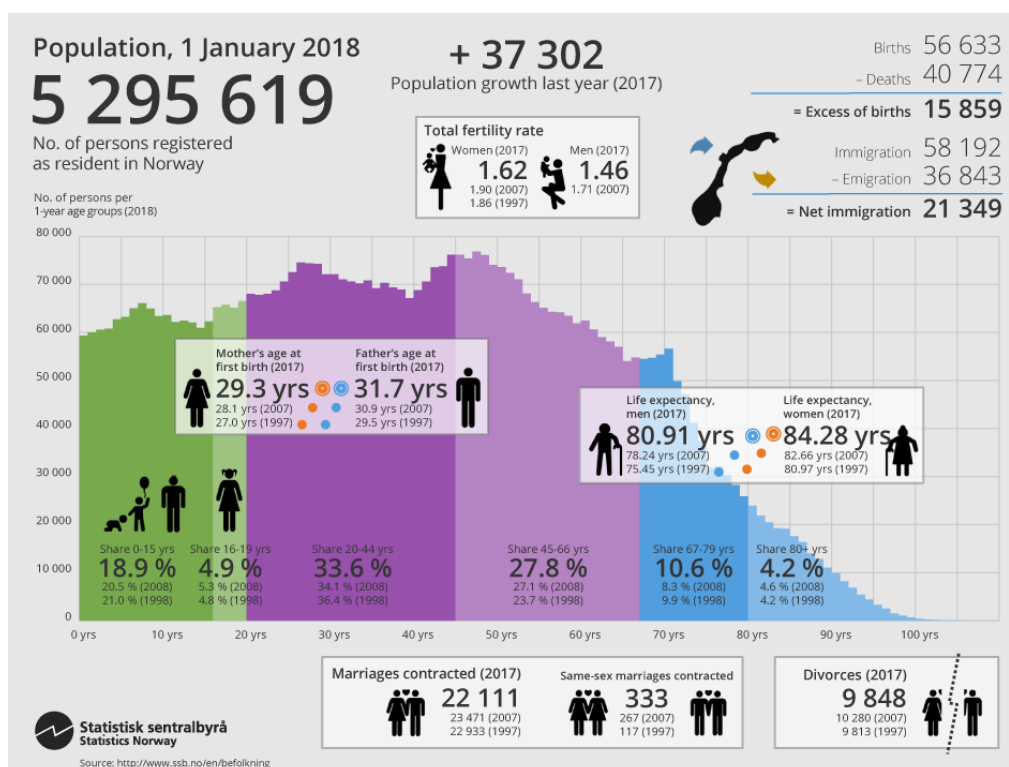 Population, 1 January 2018
5 295 619
No. of persons registered
as resident in Norway
+ 37 302
Population growth last year (2017)
Births 56 633
– Deaths 40 774
= Excess of births 15 859
Immigration 58 192
– Emigration 36 843
= Net immigration 21 349
Total fertility rate
Women (2017)
1.62
1.90 (2007)
1.86 (1997)
Men (2017)
1.46
1.71 (2007)
No. of persons per
1-year age groups (2018)
80 000
70 000
60 000
50 000
40 000
30 000
20 000
10 000
0
Mother's age at
first birth (2017)
29.3 yrs
28.1 yrs (2007)
27.0 yrs (1997)
Father's age at
first birth (2017)
31.7 yrs
30.9 yrs (2007)
29.5 yrs (1997)
Life expectancy,
men (2017)
80.91 yrs
78.24 yrs (2007)
75.45 yrs (1997)
Life expectancy,
women (2017)
84.28 yrs
82.66 yrs (2007)
80.97 yrs (1997)
Share 0-15 yrs
18.9 %
20.5 % (2008)
21.0 % (1998)
Share 16-19 yrs
4.9 %
5.3 % (2008)
4.8 % (1998)
Share 20-44 yrs
33.6 %
34.1 % (2008)
36.4 % (1998)
Share 45-66 yrs
27.8 %
27.1 % (2008)
23.7 % (1998)
Share 67-79 yrs
10.6 %
8.3 % (2008)
9.9 % (1998)
Share 80+ yrs
4.2 %
4.6 % (2008)
4.2 % (1998)
0 yrs 10 yrs 20 yrs 30 yrs 40 yrs 50 yrs 60 yrs 70 yrs 80 yrs 90 yrs 100 yrs
Marriages contracted (2017)
22 111
23 471 (2007)
22 933 (1997)
Same-sex marriages contracted
333
267 (2007)
117 (1997)
Divorces (2017)
9 848
10 280 (2007)
9 813 (1997)
Statistisk sentralbyrå
Statistics Norway
Source: http://www.ssb.no/en/befolkning